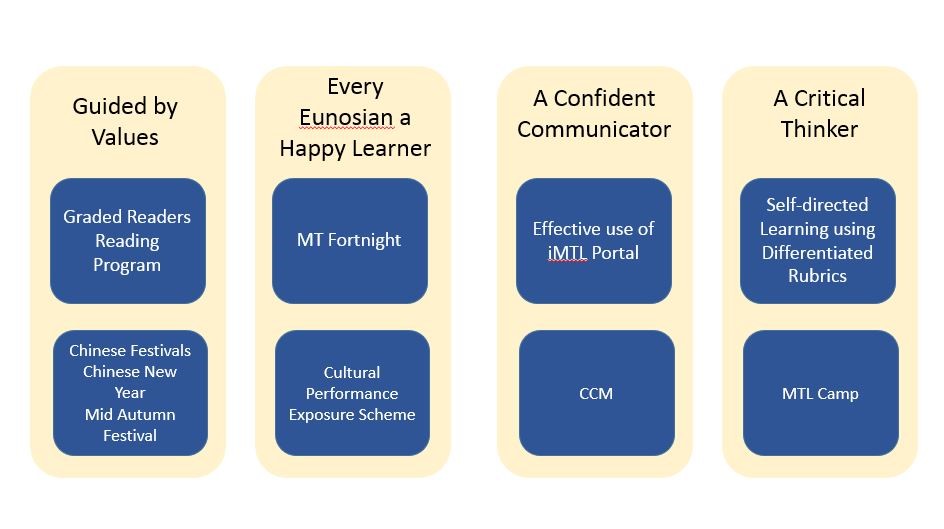 Guided by
Values
Graded Readers
Reading
Program
Chinese Festivals
Chinese New
Year
Mid Autumn
Festival
Every
Eunosian a
Happy Learner
MT Fortnight
Cultural
Performance
Exposure Scheme
A Confident
Communicator
Effective use of
iMTL Portal
CCM
A Critical
Thinker
Self-directed
Learning using
Differentiated
Rubrics
MTL Camp